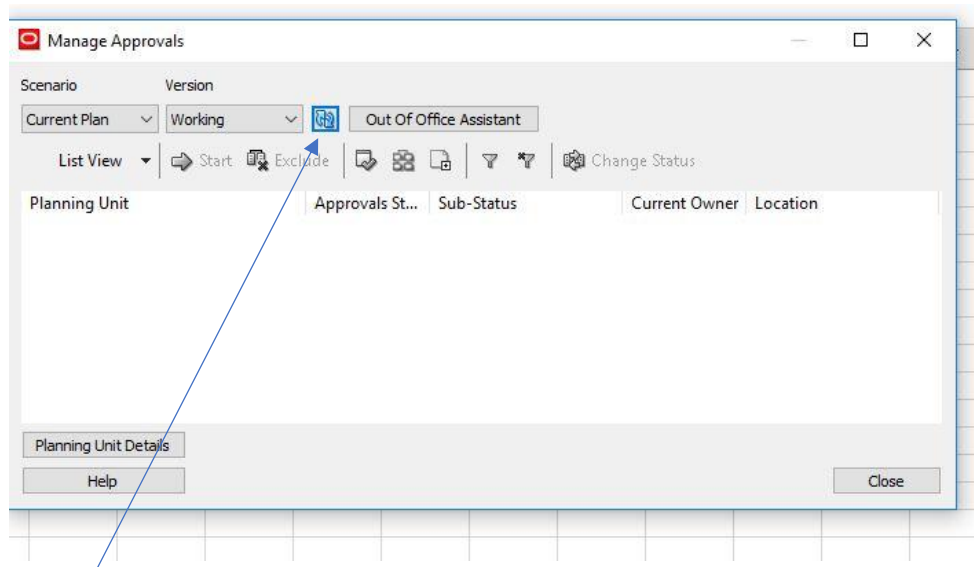 Manage Approvals
Scenario Version
Current Plan Working Out Of Office Assistant
List View Start Exclude Change Status
Planning Unit Approvals St... Sub-Status Current Owner Location
Planning Unit Details
Help Close